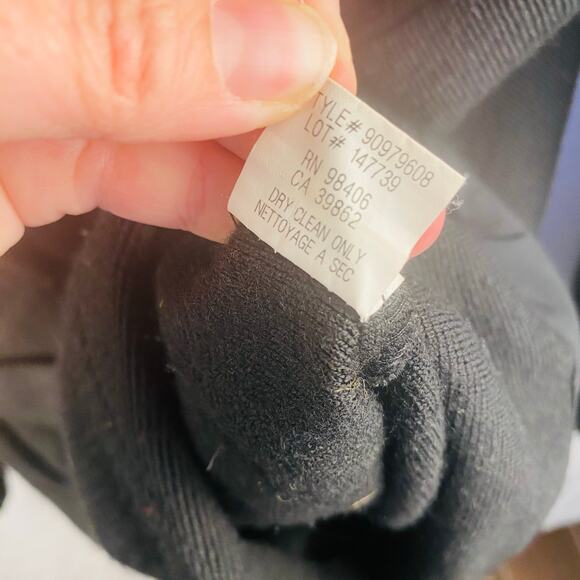 TYLE# 90979608
LOT# 147739
RN 98406
CA 39862
DRY CLEAN ONLY
NETTOYAGE A SEC